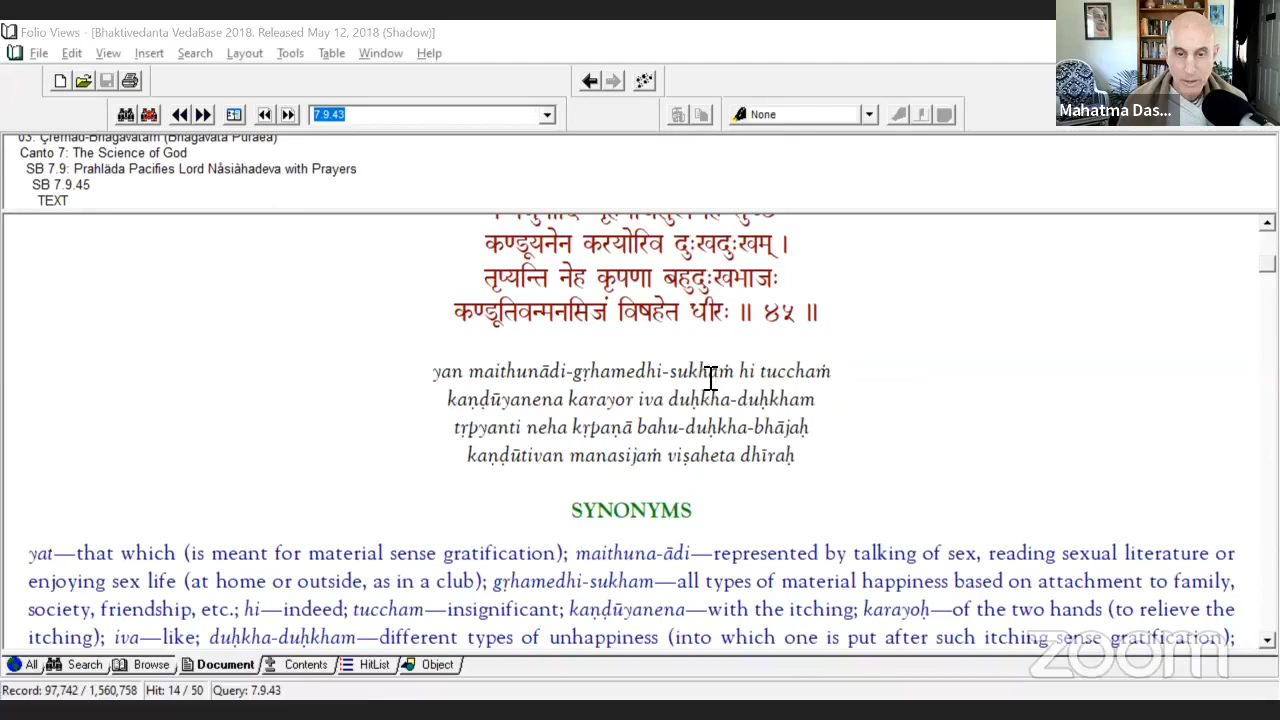 Folio Views - [Bhaktivedanta VedaBase 2018. Released May 12, 2018 (Shadow)]
File Edit View Insert Search Layout Tools Table Window Help
7.9.43
None
Mahatma Das...
03. Çrémad-Bhägavatam (Bhägavata Puräëa)
Canto 7: The Science of God
SB 7.9: Prahläda Pacifies Lord Nåsiàhadeva with Prayers
SB 7.9.45
TEXT
कण्डूयनेन करयोरिव दुःखदुःखम् ।
तृप्यन्ति नेह कृपणा बहुदुःखभाजः
कण्डूतिवन्मनसिजं विषहेत धीरः ॥ ४५ ॥
yan maithunādi-gṛhamedhi-sukhaṁ hi tucchaṁ
kaṇḍūyanena karayor iva duḥkha-duḥkham
tṛpyanti neha kṛpaṇā bahu-duḥkha-bhājaḥ
kaṇḍūtivan manasijaṁ viṣaheta dhīraḥ
SYNONYMS
yat—that which (is meant for material sense gratification); maithuna-ādi—represented by talking of sex, reading sexual literature or
enjoying sex life (at home or outside, as in a club); gṛhamedhi-sukham—all types of material happiness based on attachment to family,
society, friendship, etc.; hi—indeed; tuccham—insignificant; kaṇḍūyanena—with the itching; karayoḥ—of the two hands (to relieve the
itching); iva—like; duḥkha-duḥkham—different types of unhappiness (into which one is put after such itching sense gratification);
zoom
All Search Browse Document Contents HitList Object
Record: 97,742 / 1,560,758 Hit: 14 / 50 Query: 7.9.43